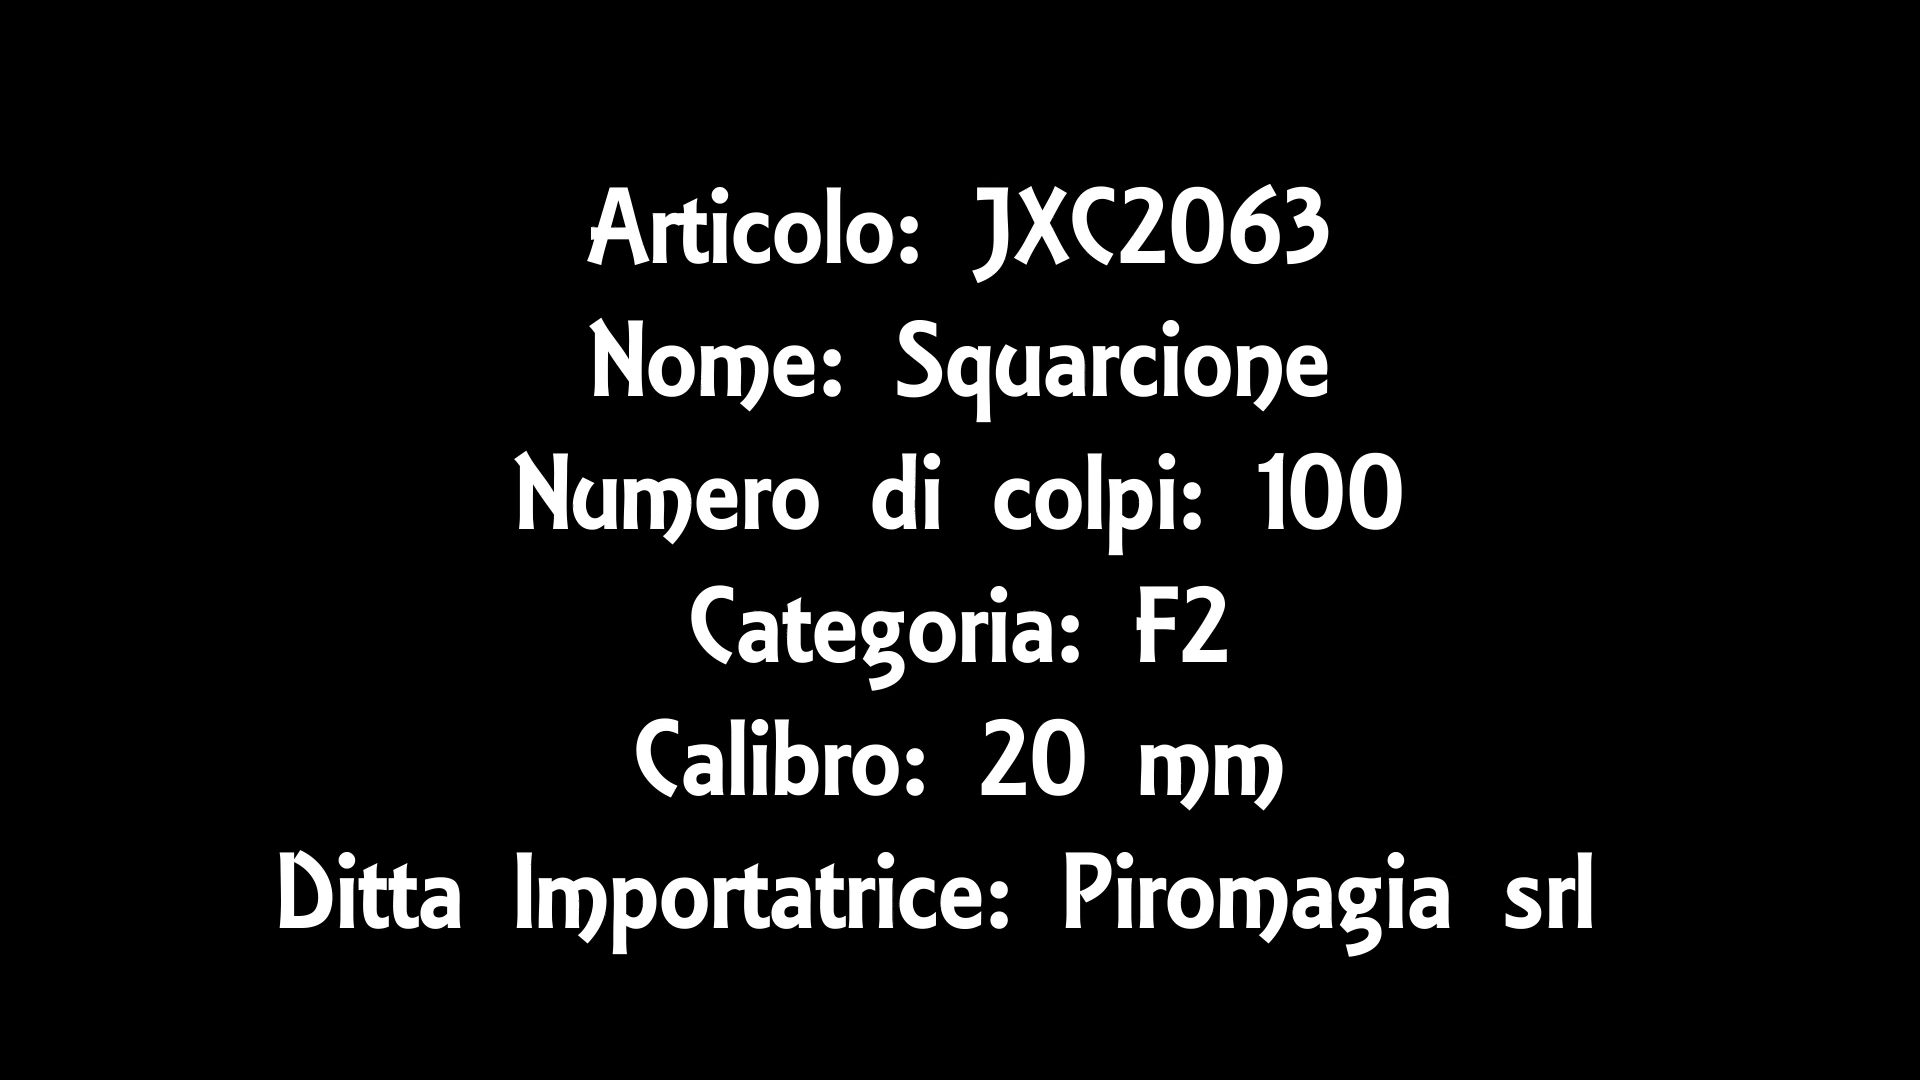 Articolo: JXC2063
Nome: Squarcione
Numero di colpi: 100
Categoria: F2
Calibro: 20 mm
Ditta Importatrice: Piromagia srl